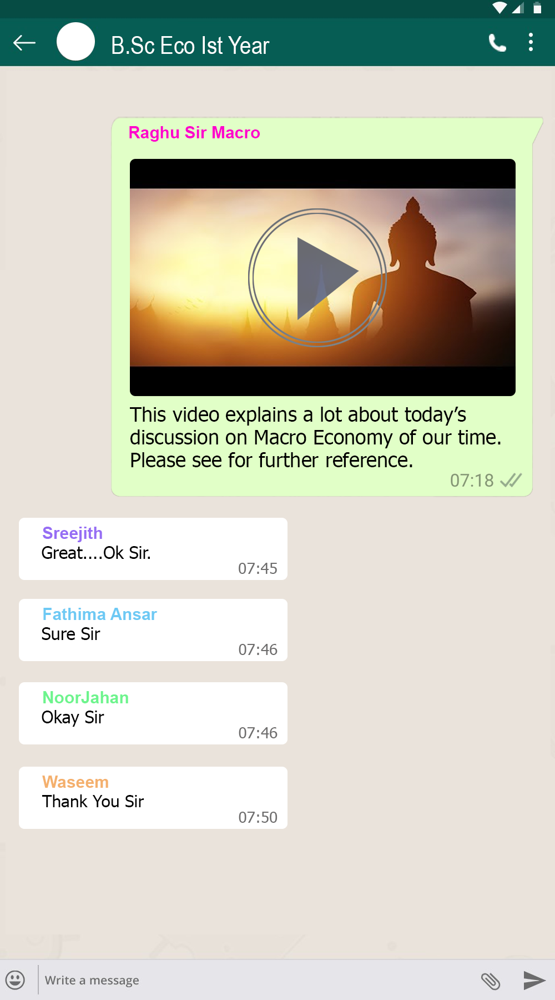 B.Sc Eco Ist Year
Raghu Sir Macro
This video explains a lot about today’s
discussion on Macro Economy of our time.
Please see for further reference.
07:18
Sreejith
Great....Ok Sir.
07:45
Fathima Ansar
Sure Sir
07:46
NoorJahan
Okay Sir
07:46
Waseem
Thank You Sir
07:50
Write a message